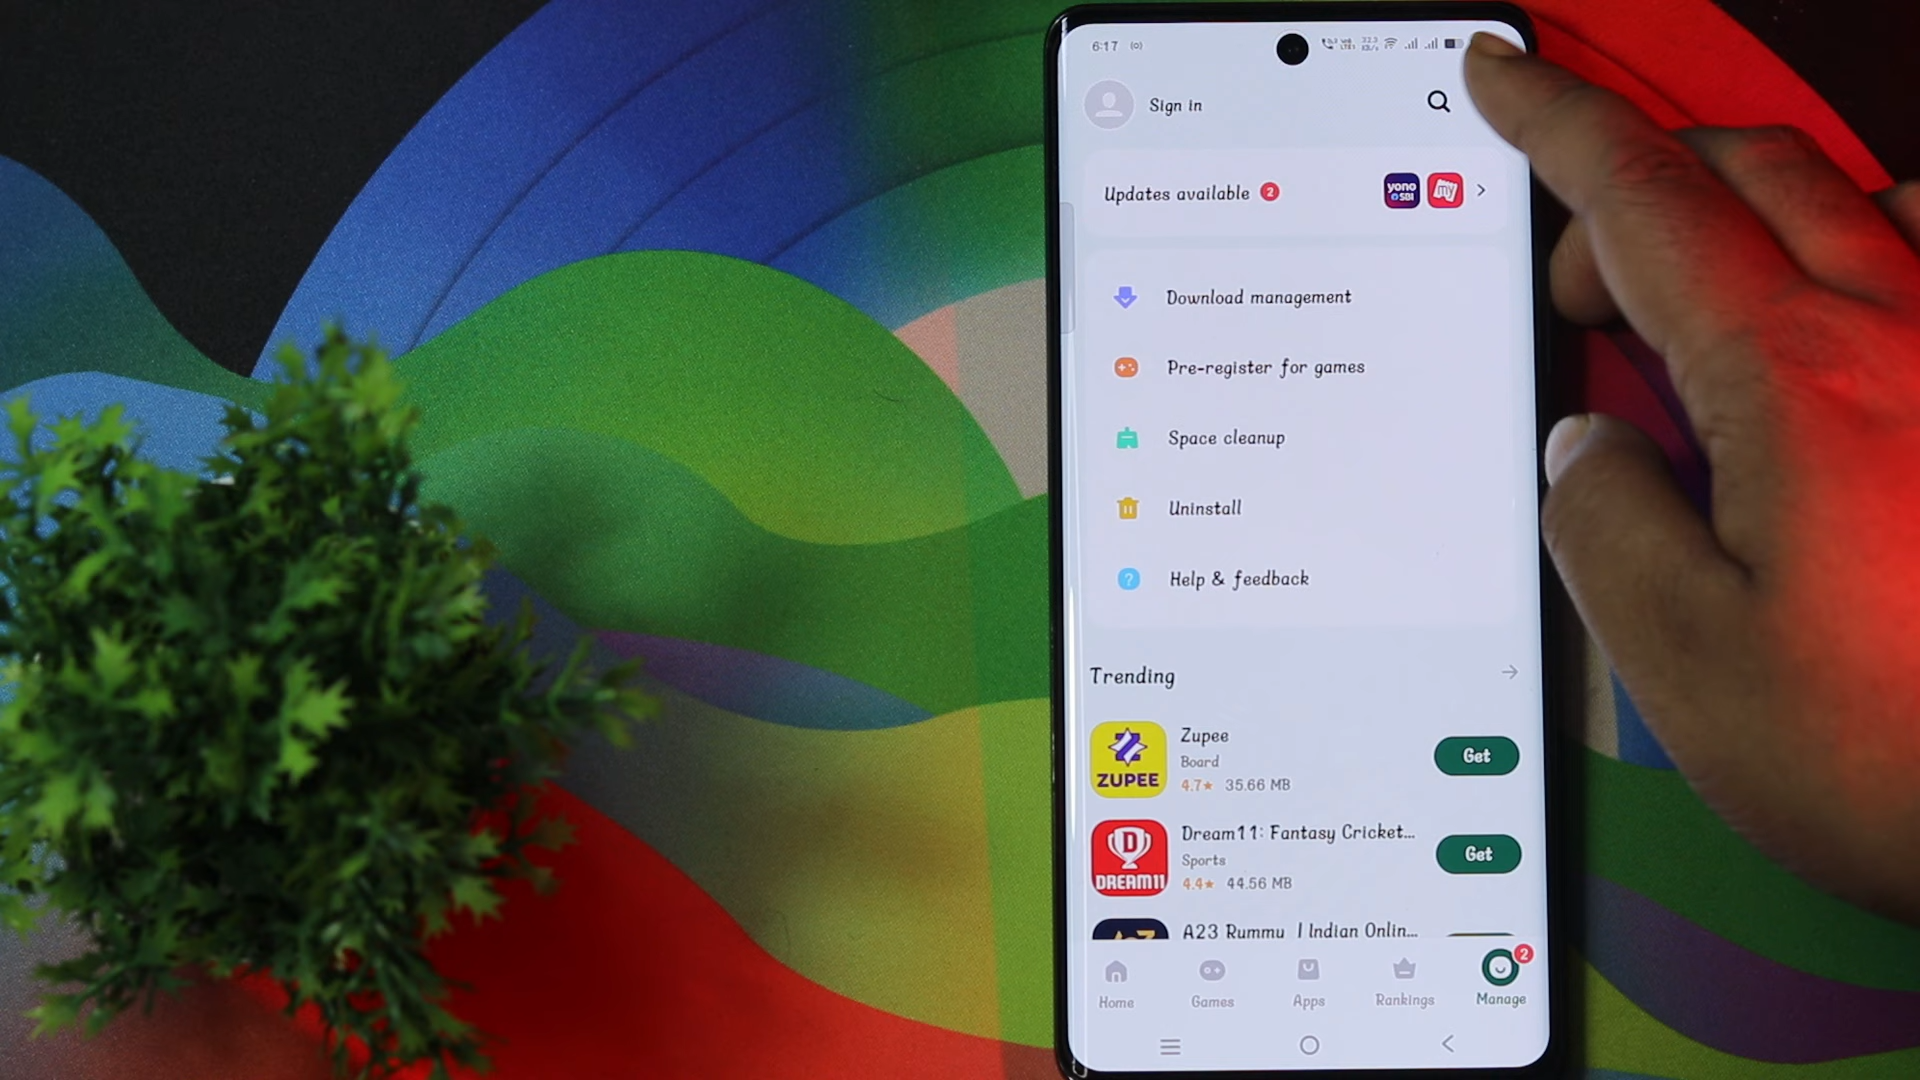 6:17
Sign in
Updates available 2
yono
SBI
my
Download management
Pre-register for games
Space cleanup
Uninstall
Help & feedback
Trending
Zupee
Board
4.7★ 35.66 MB
Get
ZUPEE
Dream11: Fantasy Cricket...
Sports
4.4★ 44.56 MB
Get
D
DREAM11
A23 Rummy | Indian Onlin...
Home
Games
Apps
Rankings
Manage
2